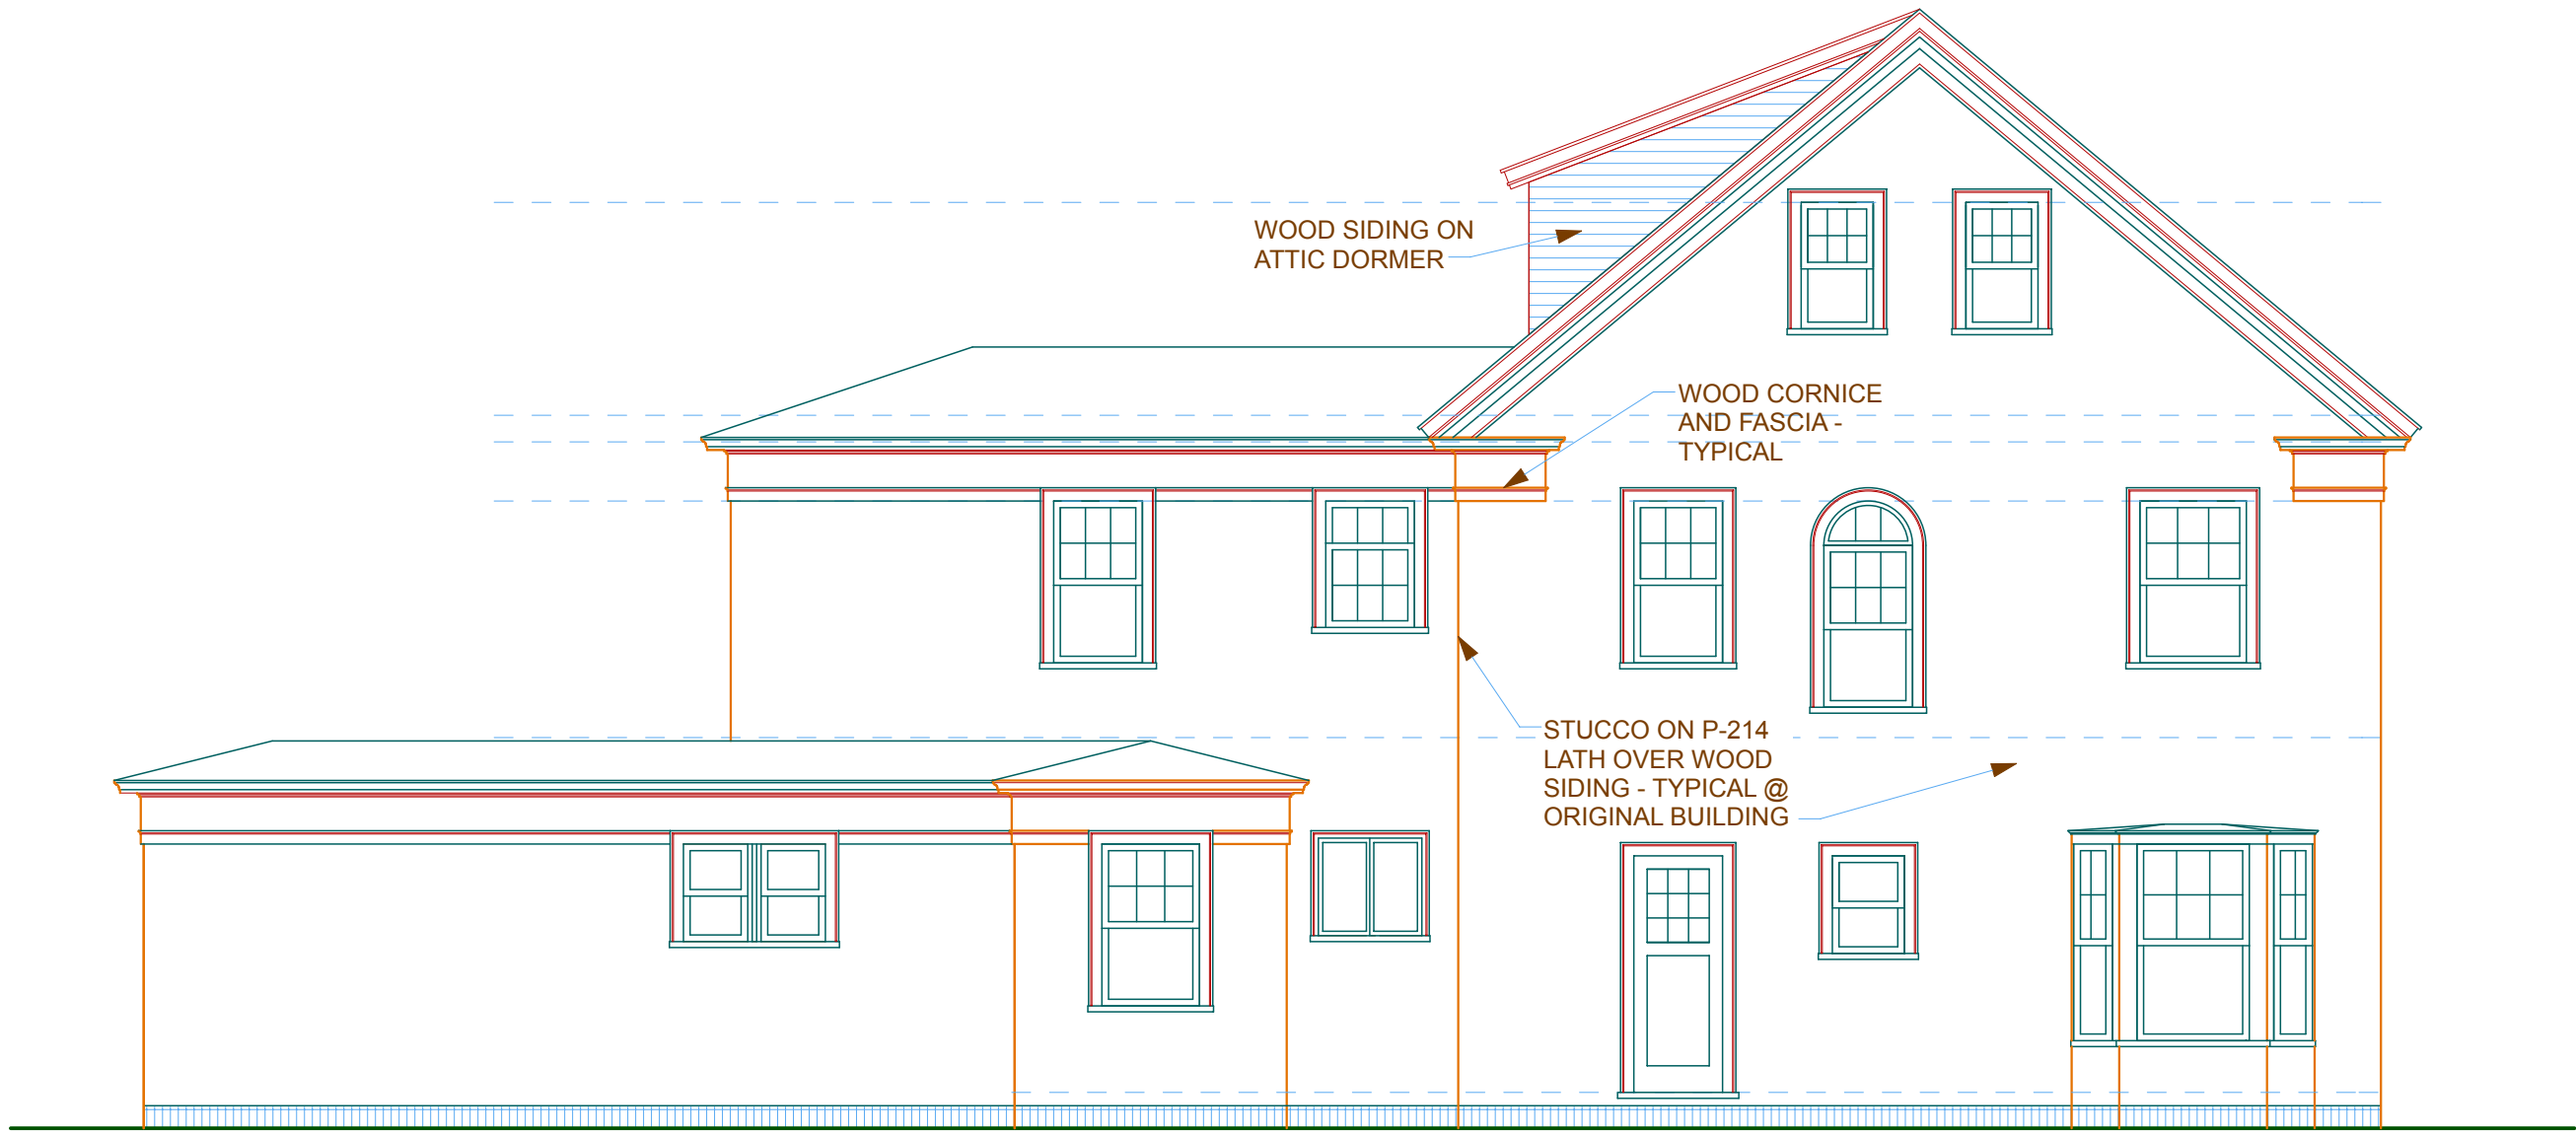 WOOD SIDING ON
ATTIC DORMER
WOOD CORNICE
AND FASCIA -
TYPICAL
STUCCO ON P-214
LATH OVER WOOD
SIDING - TYPICAL @
ORIGINAL BUILDING